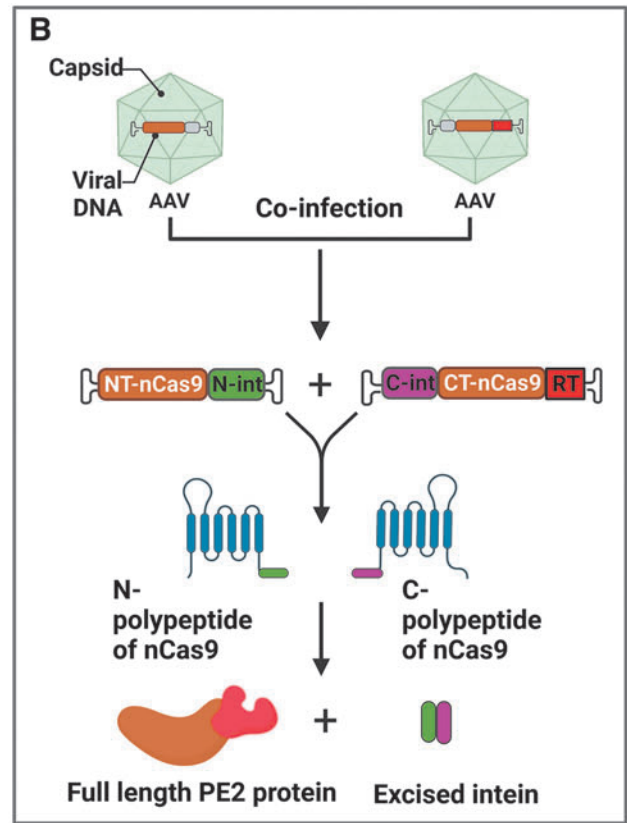 B
Capsid
Viral
DNA
AAV
Co-infection
AAV
NT-nCas9
N-int
+
C-int
CT-nCas9
RT
N-
polypeptide
of nCas9
C-
polypeptide
of nCas9
+
Full length PE2 protein
Excised intein